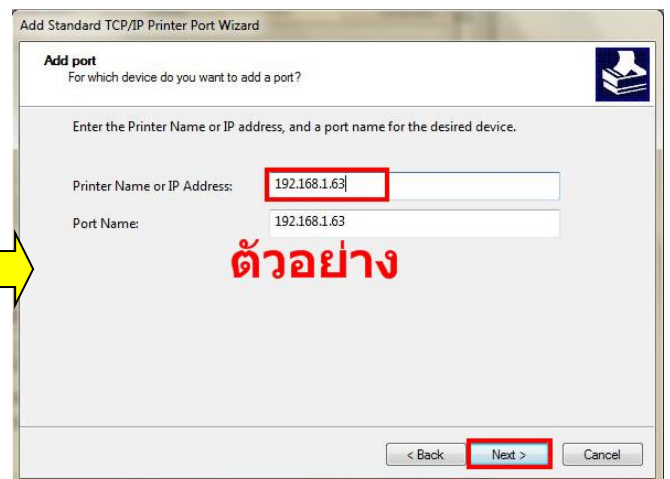 Add Standard TCP/IP Printer Port Wizard
Add port
For which device do you want to add a port?
Enter the Printer Name or IP address, and a port name for the desired device.
Printer Name or IP Address: 192.168.1.63
Port Name: 192.168.1.63
ตัวอย่าง
< Back Next > Cancel